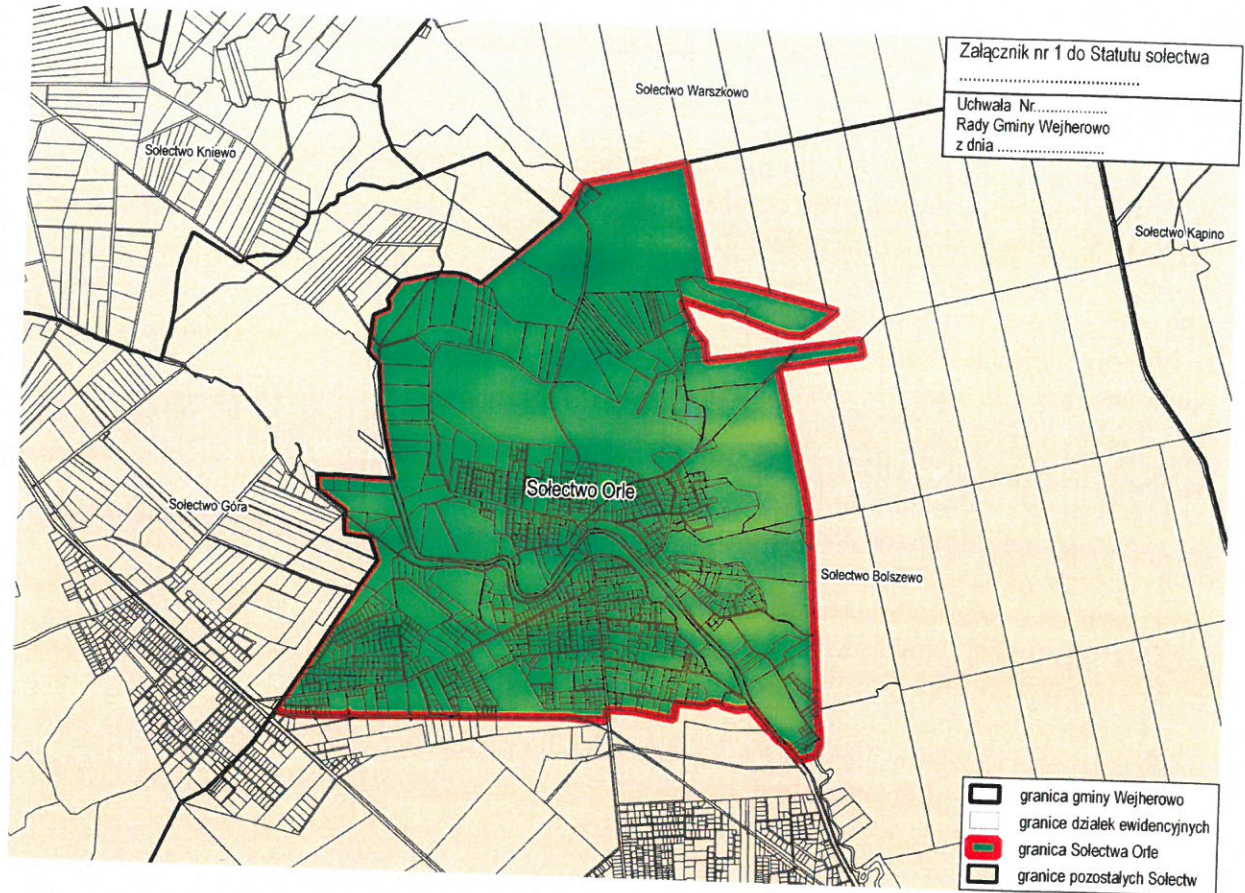 Załącznik nr 1 do Statutu sołectwa
.......................................
Uchwała Nr..................
Rady Gminy Wejherowo
z dnia ..........................
Sołectwo Warszkowo
Sołectwo Kniewo
Sołectwo Kąpino
Sołectwo Orle
Sołectwo Góra
Sołectwo Bolszewo
granica gminy Wejherowo
granice działek ewidencyjnych
granica Sołectwa Orle
granice pozostałych Sołectw